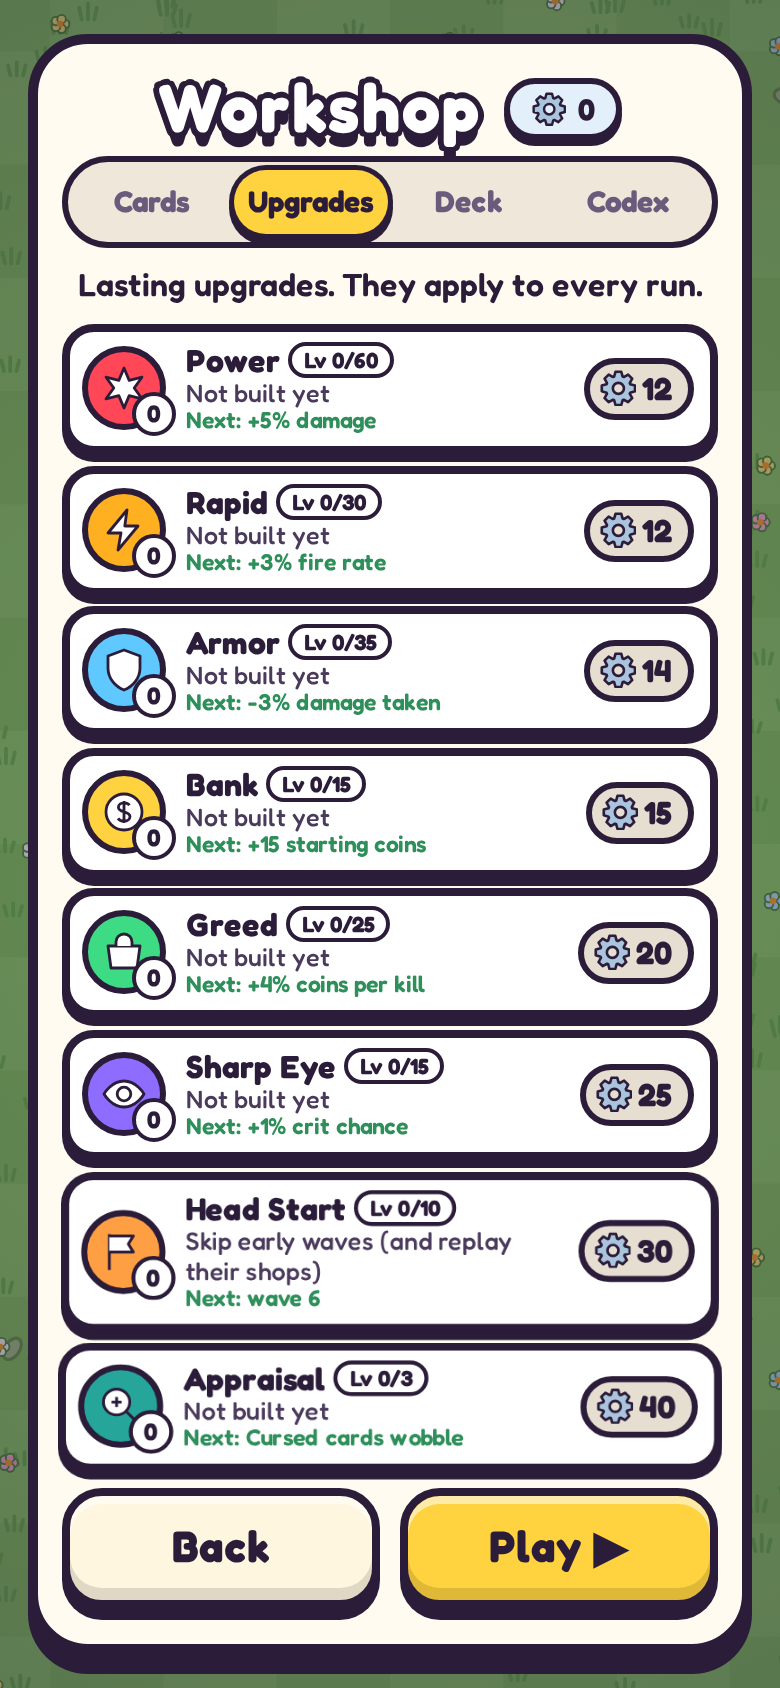 Workshop 0
Cards Upgrades Deck Codex
Lasting upgrades. They apply to every run.
Power Lv 0/60
Not built yet
Next: +5% damage
0
12
Rapid Lv 0/30
Not built yet
Next: +3% fire rate
0
12
Armor Lv 0/35
Not built yet
Next: -3% damage taken
0
14
Bank Lv 0/15
Not built yet
Next: +15 starting coins
$
0
15
Greed Lv 0/25
Not built yet
Next: +4% coins per kill
0
20
Sharp Eye Lv 0/15
Not built yet
Next: +1% crit chance
0
25
Head Start Lv 0/10
Skip early waves (and replay
their shops)
Next: wave 6
0
30
Appraisal Lv 0/3
Not built yet
Next: Cursed cards wobble
0
40
Back Play ▶